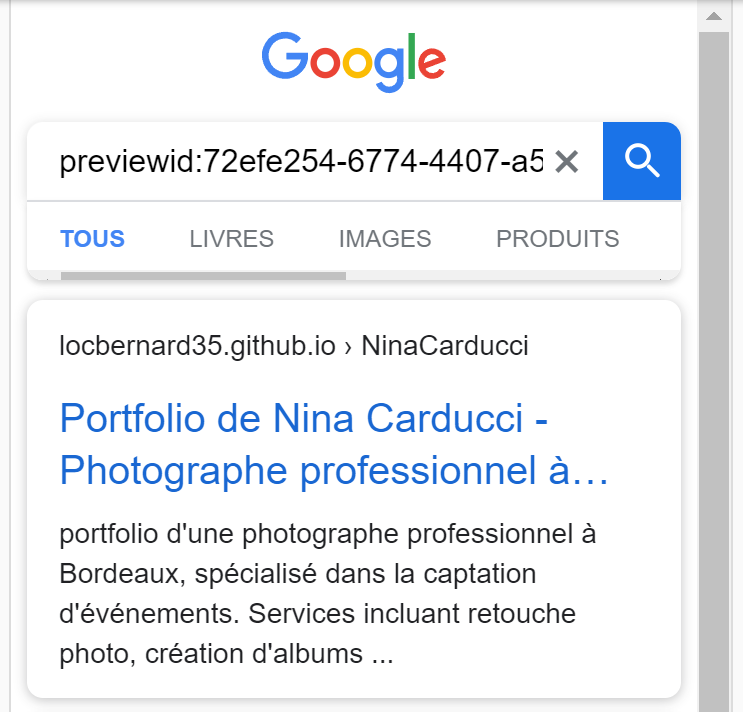 Google
previewid:72efe254-6774-4407-a5
TOUS LIVRES IMAGES PRODUITS
locbernard35.github.io › NinaCarducci
Portfolio de Nina Carducci -
Photographe professionnel à...
portfolio d'une photographe professionnel à
Bordeaux, spécialisé dans la captation
d'événements. Services incluant retouche
photo, création d'albums ...